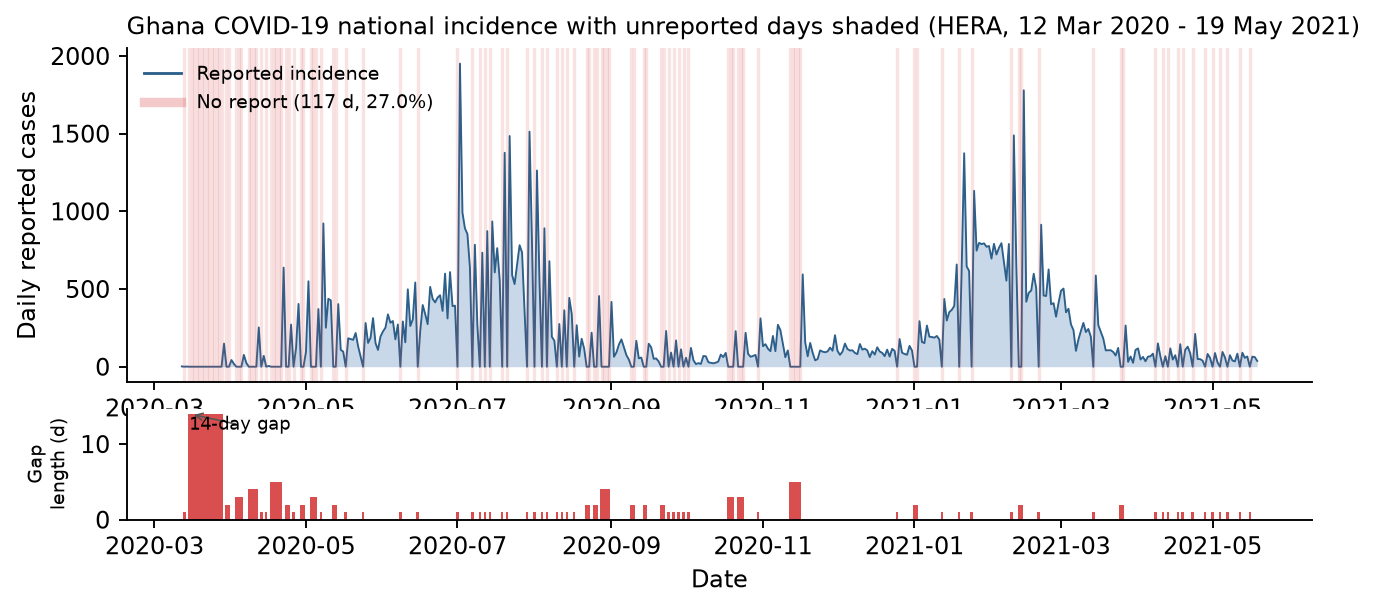 Ghana COVID-19 national incidence with unreported days shaded (HERA, 12 Mar 2020 - 19 May 2021)
Daily reported cases
2000
1500
1000
500
0
Reported incidence
No report (117 d, 27.0%)
2020-03 2020-05 2020-07 2020-09 2020-11 2021-01 2021-03 2021-05
Gap
length (d)
10
0
14-day gap
2020-03 2020-05 2020-07 2020-09 2020-11 2021-01 2021-03 2021-05
Date